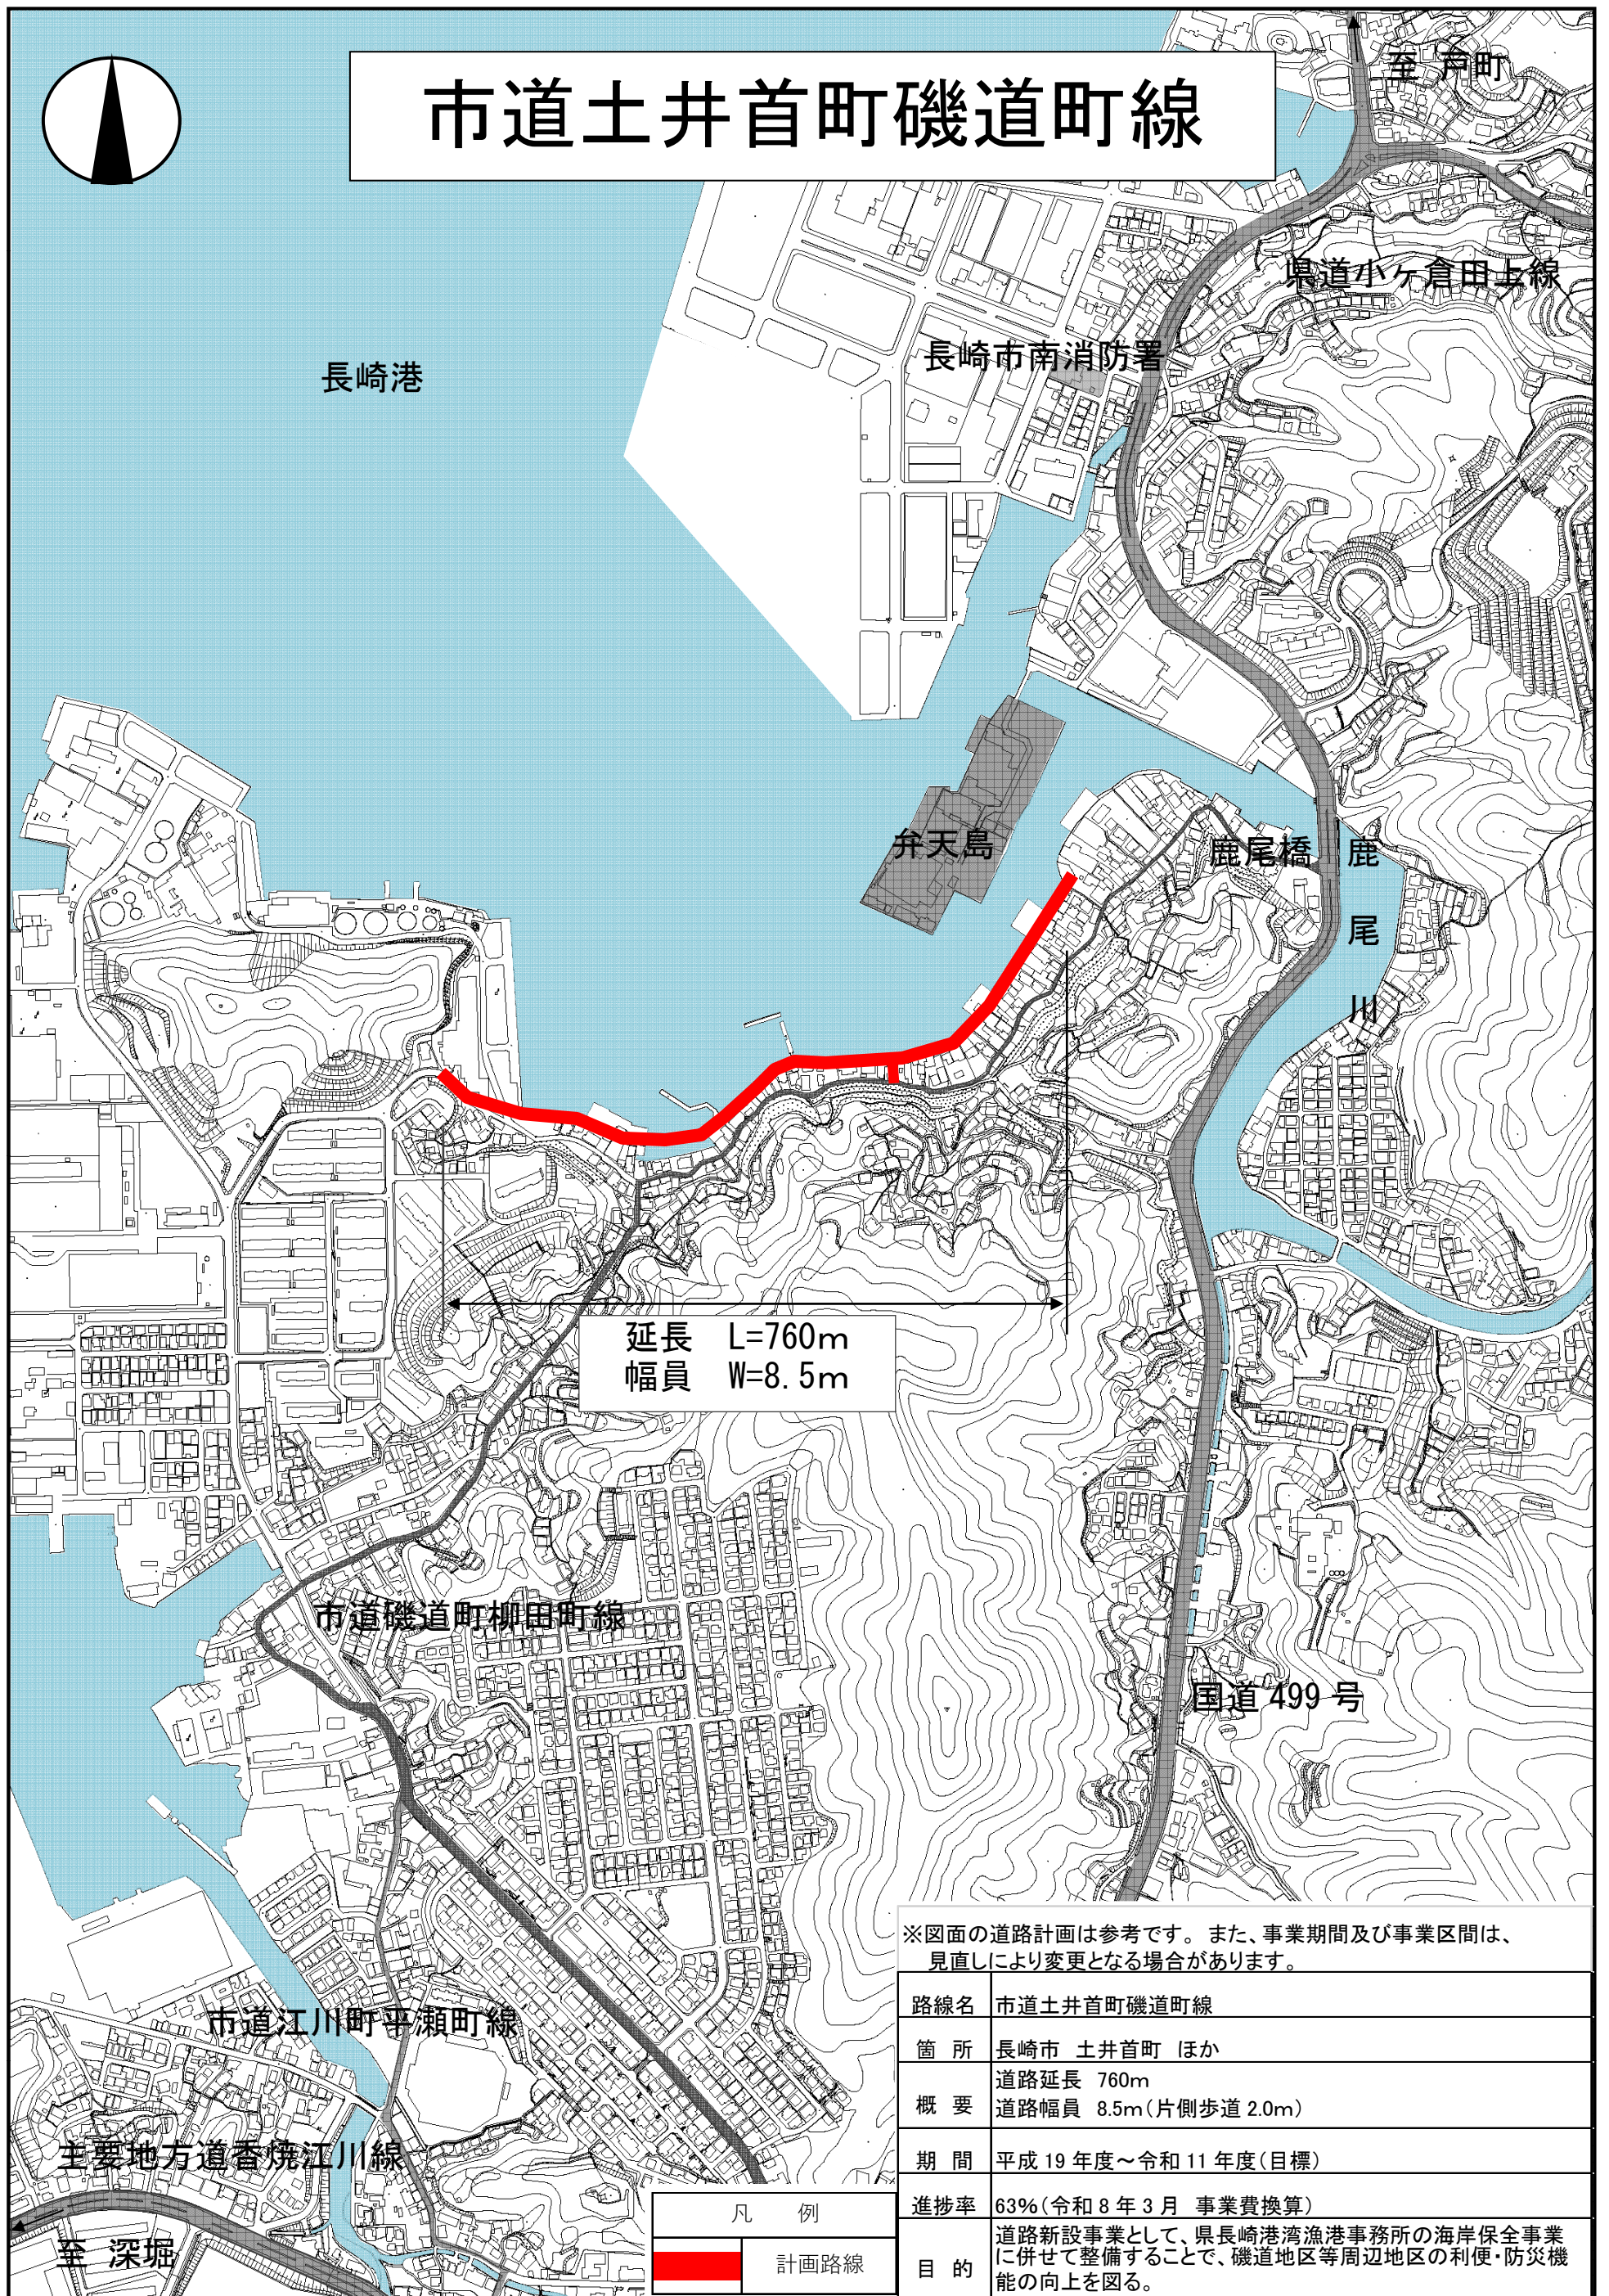 市道土井首町磯道町線
至 戸町
県道小ケ倉田上線
長崎市南消防署
長崎港
弁天島
鹿尾橋
鹿尾川
延長 L=760m
幅員 W=8.5m
市道磯道町柳田町線
国道 499 号
市道江川町平瀬町線
主要地方道香焼江川線
至 深堀
凡 例
計画路線
※図面の道路計画は参考です。また、事業期間及び事業区間は、
見直しにより変更となる場合があります。
路線名 市道土井首町磯道町線
箇 所 長崎市 土井首町 ほか
概 要 道路延長 760m
道路幅員 8.5m(片側歩道 2.0m)
期 間 平成 19 年度~令和 11 年度(目標)
進捗率 63%(令和 8 年 3 月 事業費換算)
目 的 道路新設事業として、県長崎港湾漁港事務所の海岸保全事業
に併せて整備することで、磯道地区等周辺地区の利便・防災機
能の向上を図る。